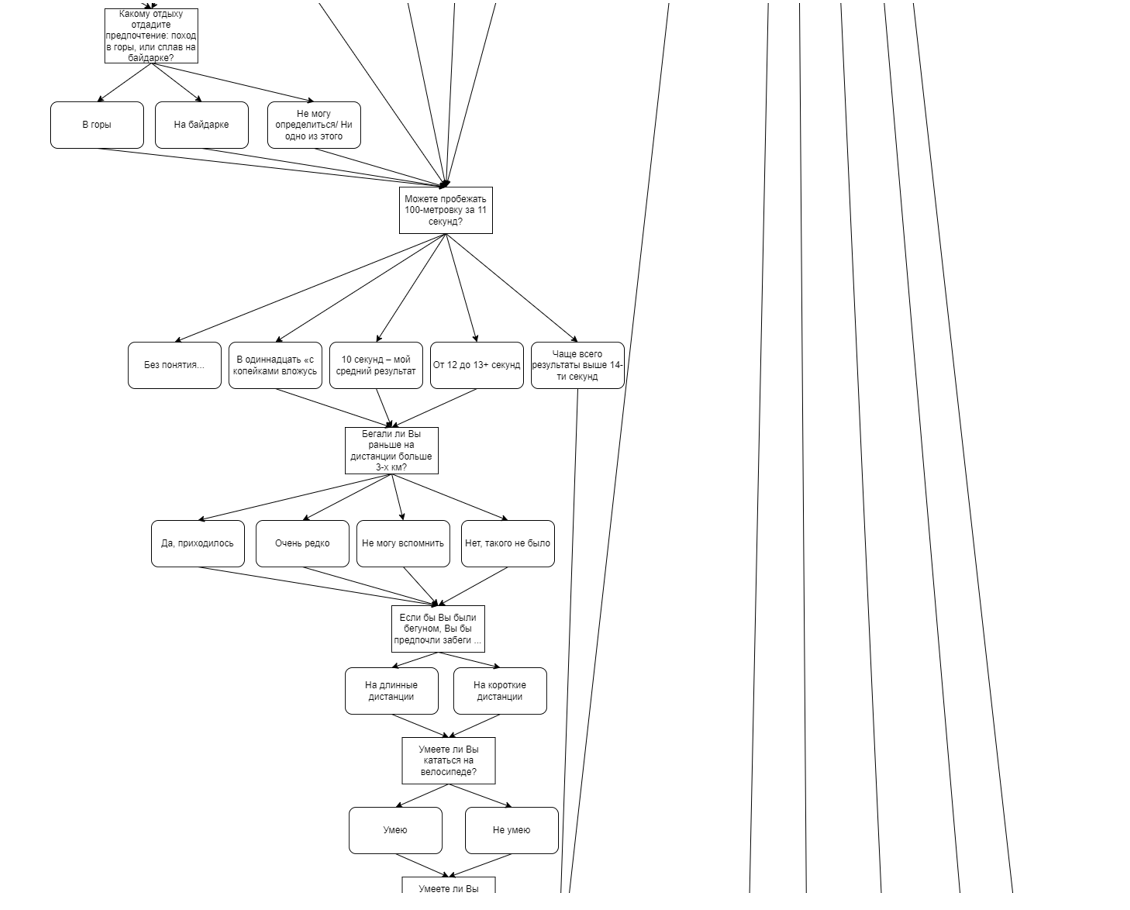 Какому отдыху
отдадите
предпочтение: поход
в горы, или сплав на
байдарке?
В горы
На байдарке
Не могу
определиться/ Ни
одно из этого
Можете пробежать
100-метровку за 11
секунд?
Без понятия...
В одиннадцать «с
копейками вложусь
10 секунд – мой
средний результат
От 12 до 13+ секунд
Чаще всего
результаты выше 14-
ти секунд
Бегали ли Вы
раньше на
дистанции больше
3-х км?
Да, приходилось
Очень редко
Не могу вспомнить
Нет, такого не было
Если бы Вы были
бегуном, Вы бы
предпочли забеги ...
На длинные
дистанции
На короткие
дистанции
Умеете ли Вы
кататься на
велосипеде?
Умею
Не умею
Умеете ли Вы